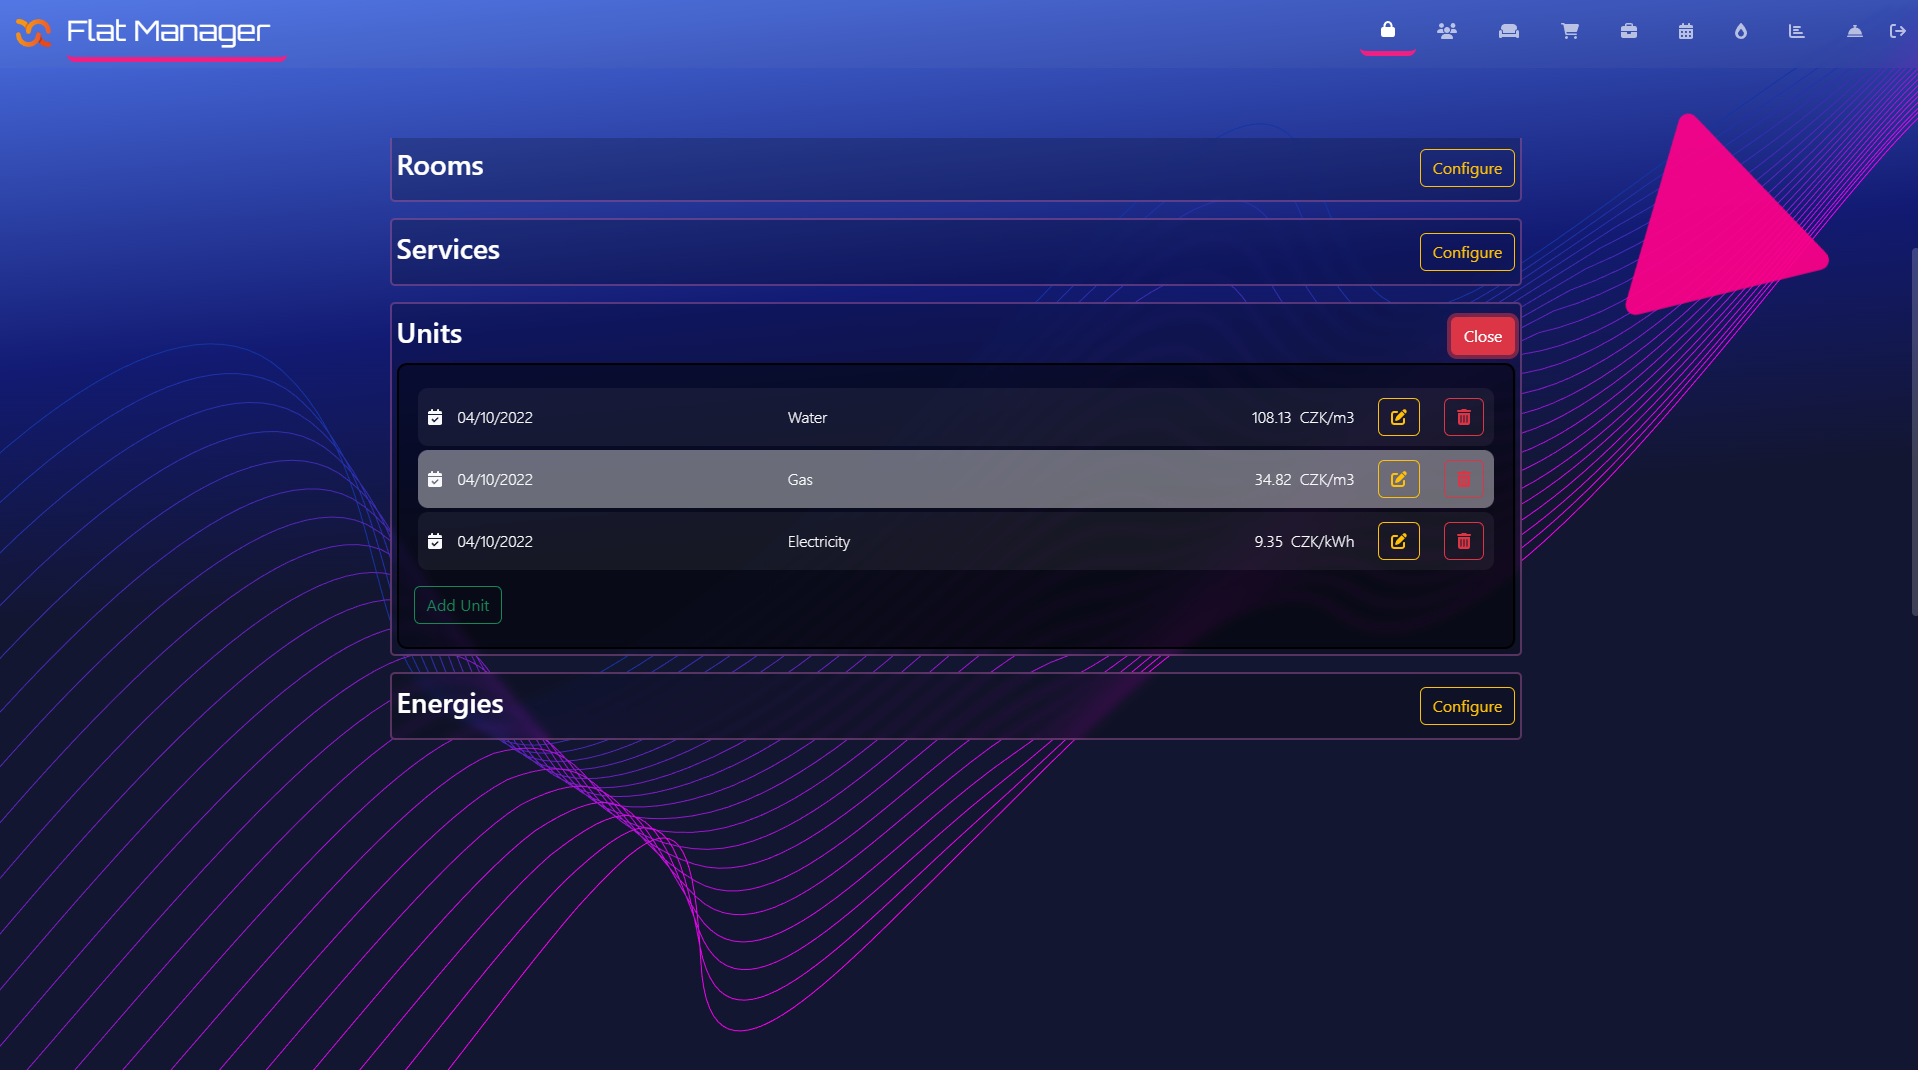 Flat Manager
Rooms Configure
Services Configure
Units Close
04/10/2022 Water 108.13 CZK/m3
04/10/2022 Gas 34.82 CZK/m3
04/10/2022 Electricity 9.35 CZK/kWh
Add Unit
Energies Configure